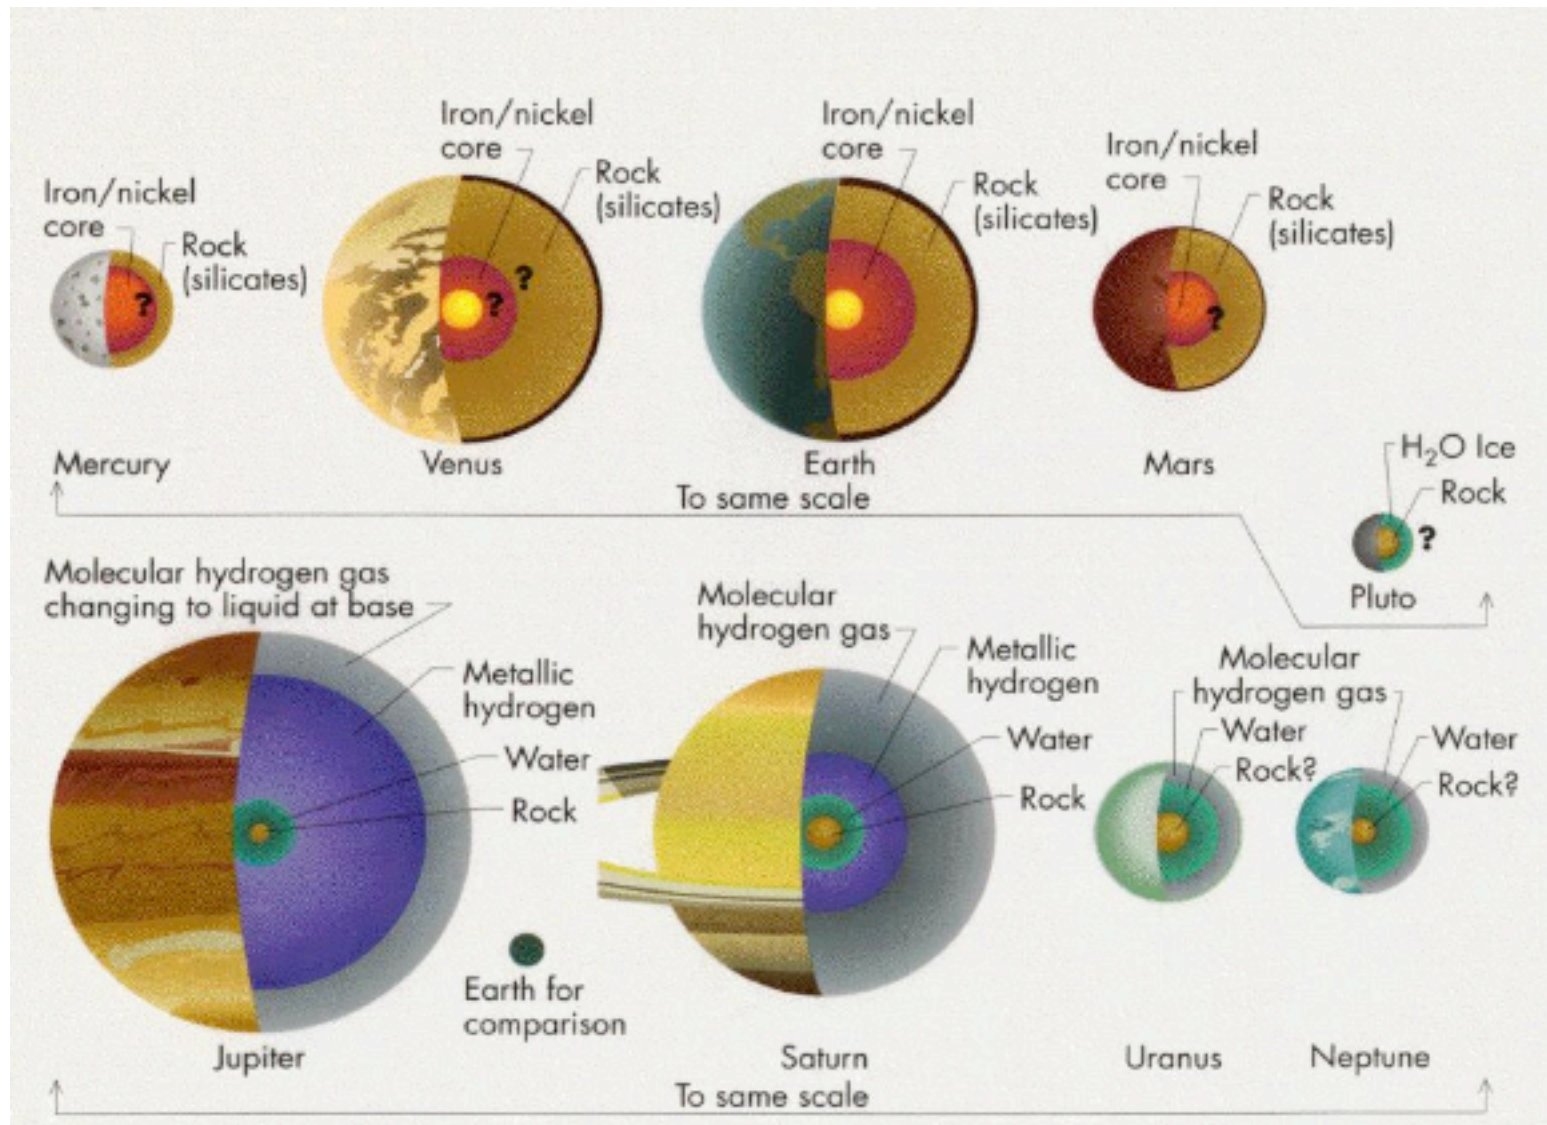 Iron/nickel
core
Rock
(silicates)
?
Mercury
Iron/nickel
core
Rock
(silicates)
?
?
Venus
Iron/nickel
core
Rock
(silicates)
Earth
Iron/nickel
core
Rock
(silicates)
?
Mars
To same scale
H₂O Ice
Rock
?
Pluto
Molecular hydrogen gas
changing to liquid at base
Metallic
hydrogen
Water
Rock
Jupiter
Earth for
comparison
Molecular
hydrogen gas
Metallic
hydrogen
Water
Rock
Saturn
Molecular
hydrogen gas
Water
Rock?
Uranus
Water
Rock?
Neptune
To same scale